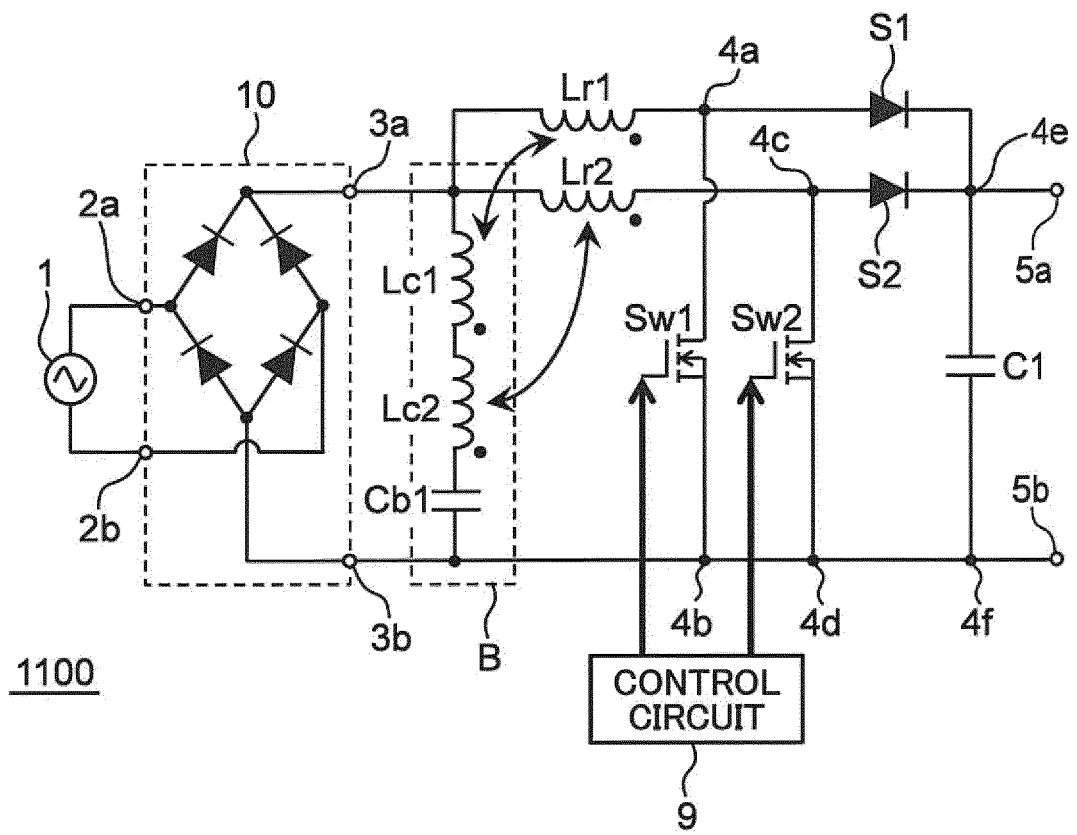 S1
4a
10
Lr1
3a
4c
4e
Lr2
2a
1
S2
5a
Lc1
Sw1
Sw2
C1
Lc2
Cb1
2b
5b
3b
B
4b
4d
4f
1100
CONTROL
CIRCUIT
9